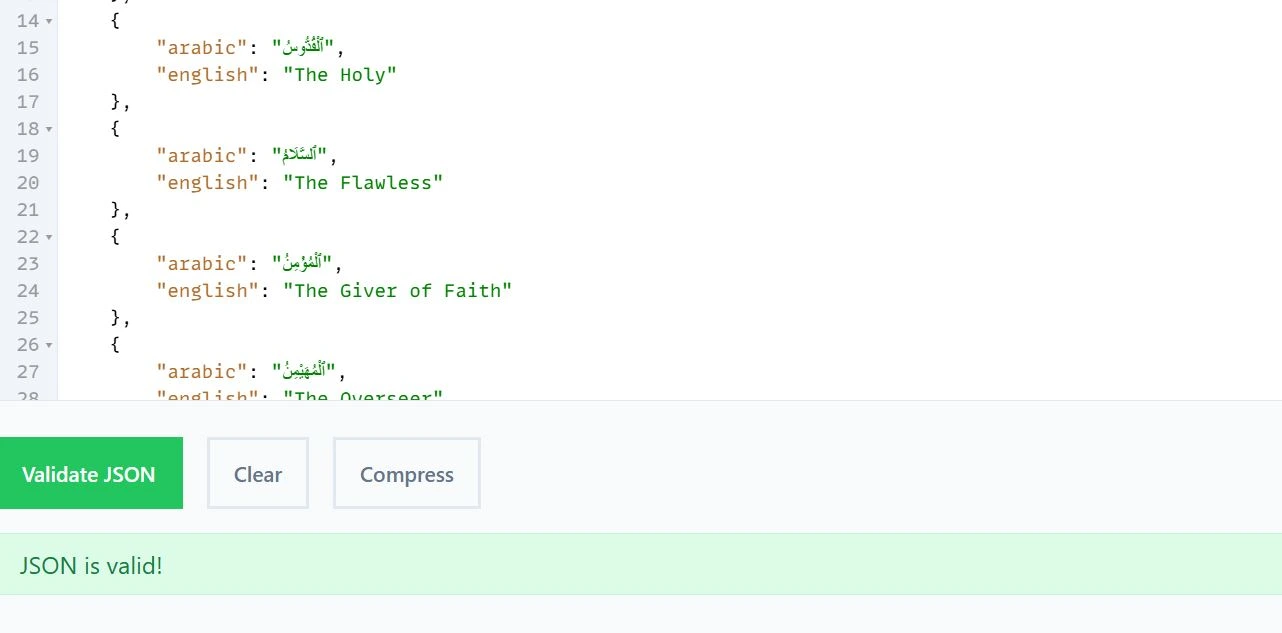 14 {
15 "arabic": "ٱلْقُدُّوسُ",
16 "english": "The Holy"
17 },
18 {
19 "arabic": "ٱلسَّلَامُ",
20 "english": "The Flawless"
21 },
22 {
23 "arabic": "ٱلْمُؤْمِنُ",
24 "english": "The Giver of Faith"
25 },
26 {
27 "arabic": "ٱلْمُهَيْمِنُ",
28 "english": "The Overseer"
Validate JSON Clear Compress
JSON is valid!